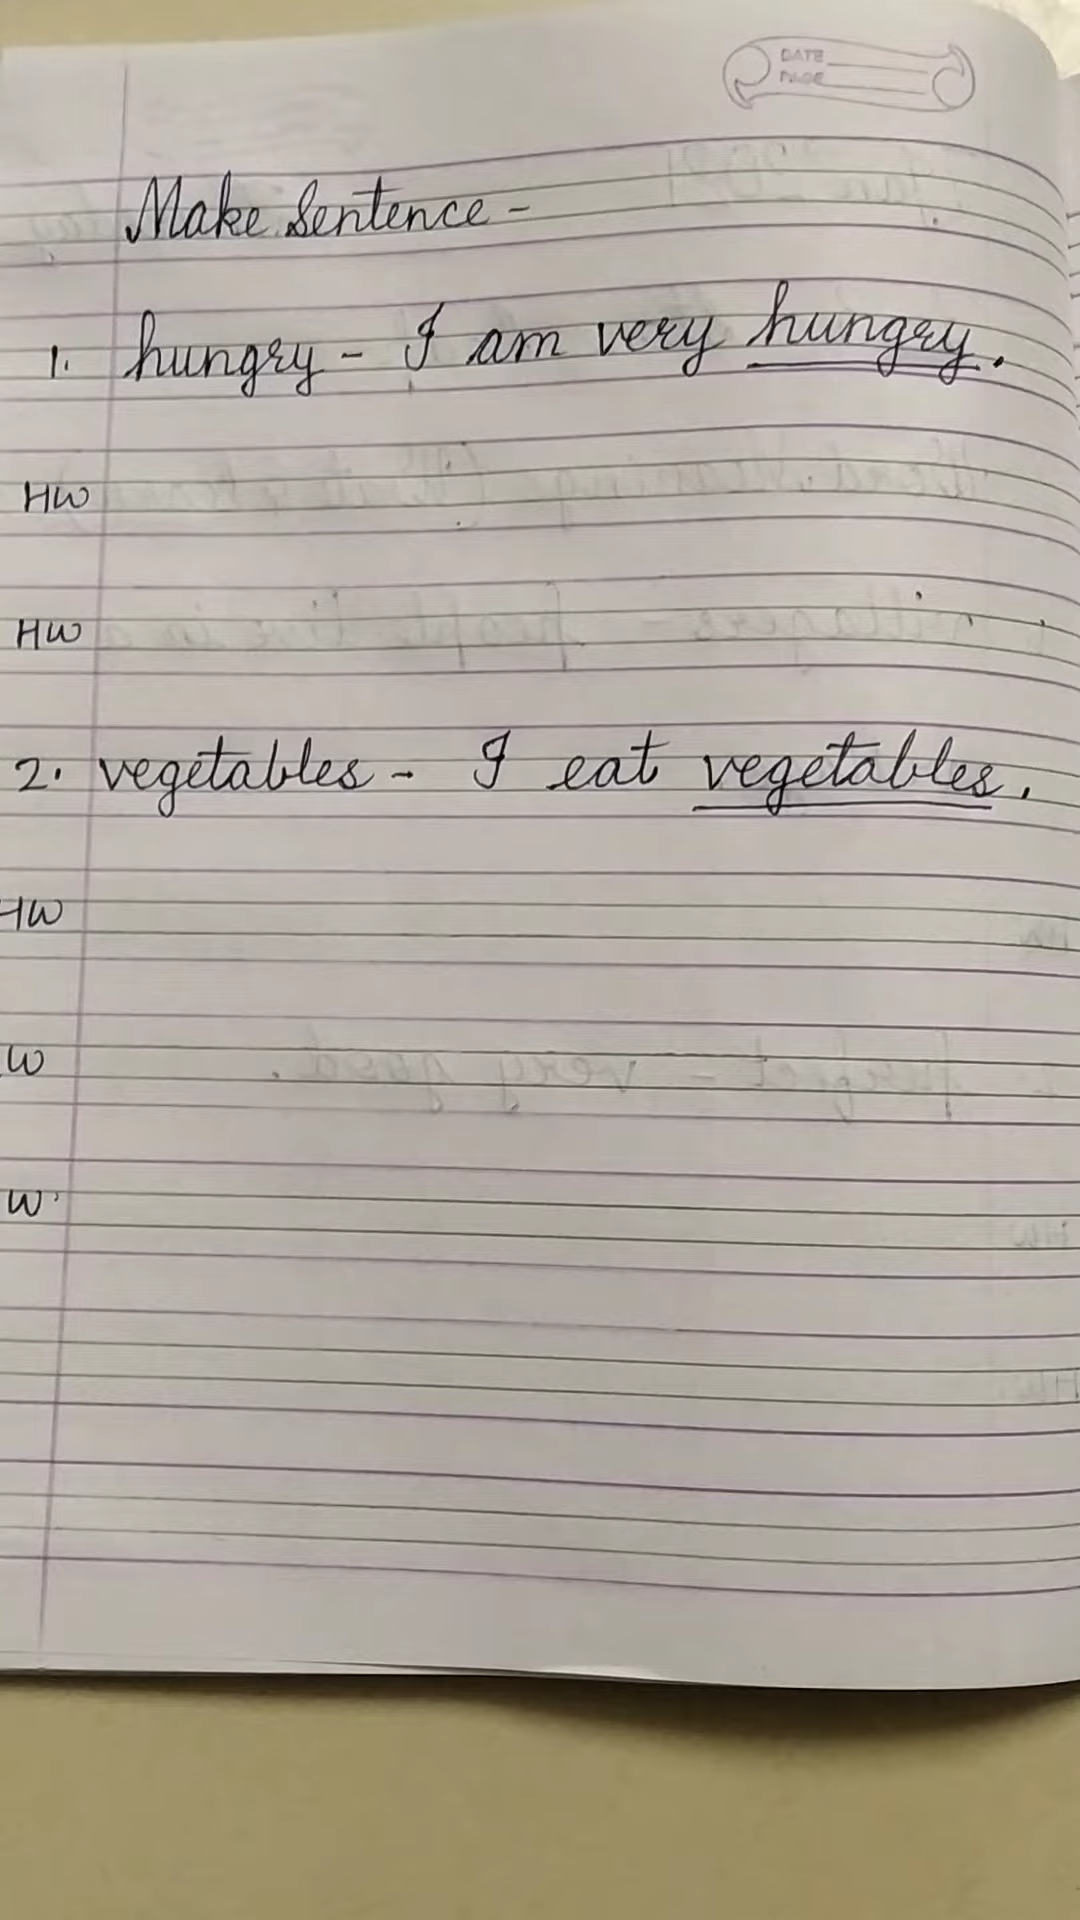 DATE
PAGE
Make Sentence -
1. hungry - I am very hungry.
HW
HW
2. vegetables - I eat vegetables.
HW
W
W